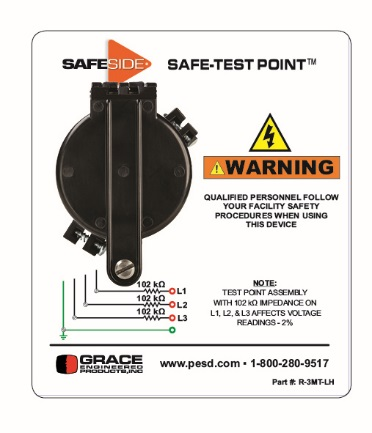 SAFESIDE
SAFE-TEST POINT™
WARNING
QUALIFIED PERSONNEL FOLLOW
YOUR FACILITY SAFETY
PROCEDURES WHEN USING
THIS DEVICE
102 kΩ
L1
102 kΩ
L2
102 kΩ
L3
NOTE:
TEST POINT ASSEMBLY
WITH 102 kΩ IMPEDANCE ON
L1, L2, & L3 AFFECTS VOLTAGE
READINGS - 2%
GRACE
ENGINEERED
PRODUCTS, INC
www.pesd.com • 1-800-280-9517
Part #: R-3MT-LH